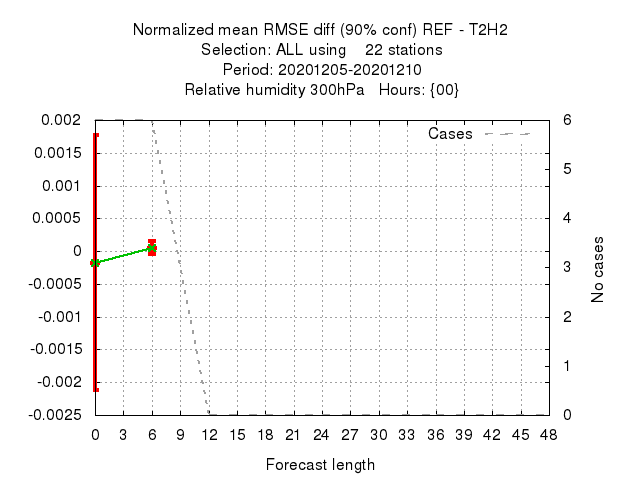 Normalized mean RMSE diff (90% conf) REF - T2H2
Selection: ALL using    22 stations
Period: 20201205-20201210
Relative humidity 300hPa   Hours: {00}
Cases
0.002
0.0015
0.001
0.0005
0
-0.0005
-0.001
-0.0015
-0.002
-0.0025
6
5
4
3
2
1
0
No cases
0 3 6 9 12 15 18 21 24 27 30 33 36 39 42 45 48
Forecast length